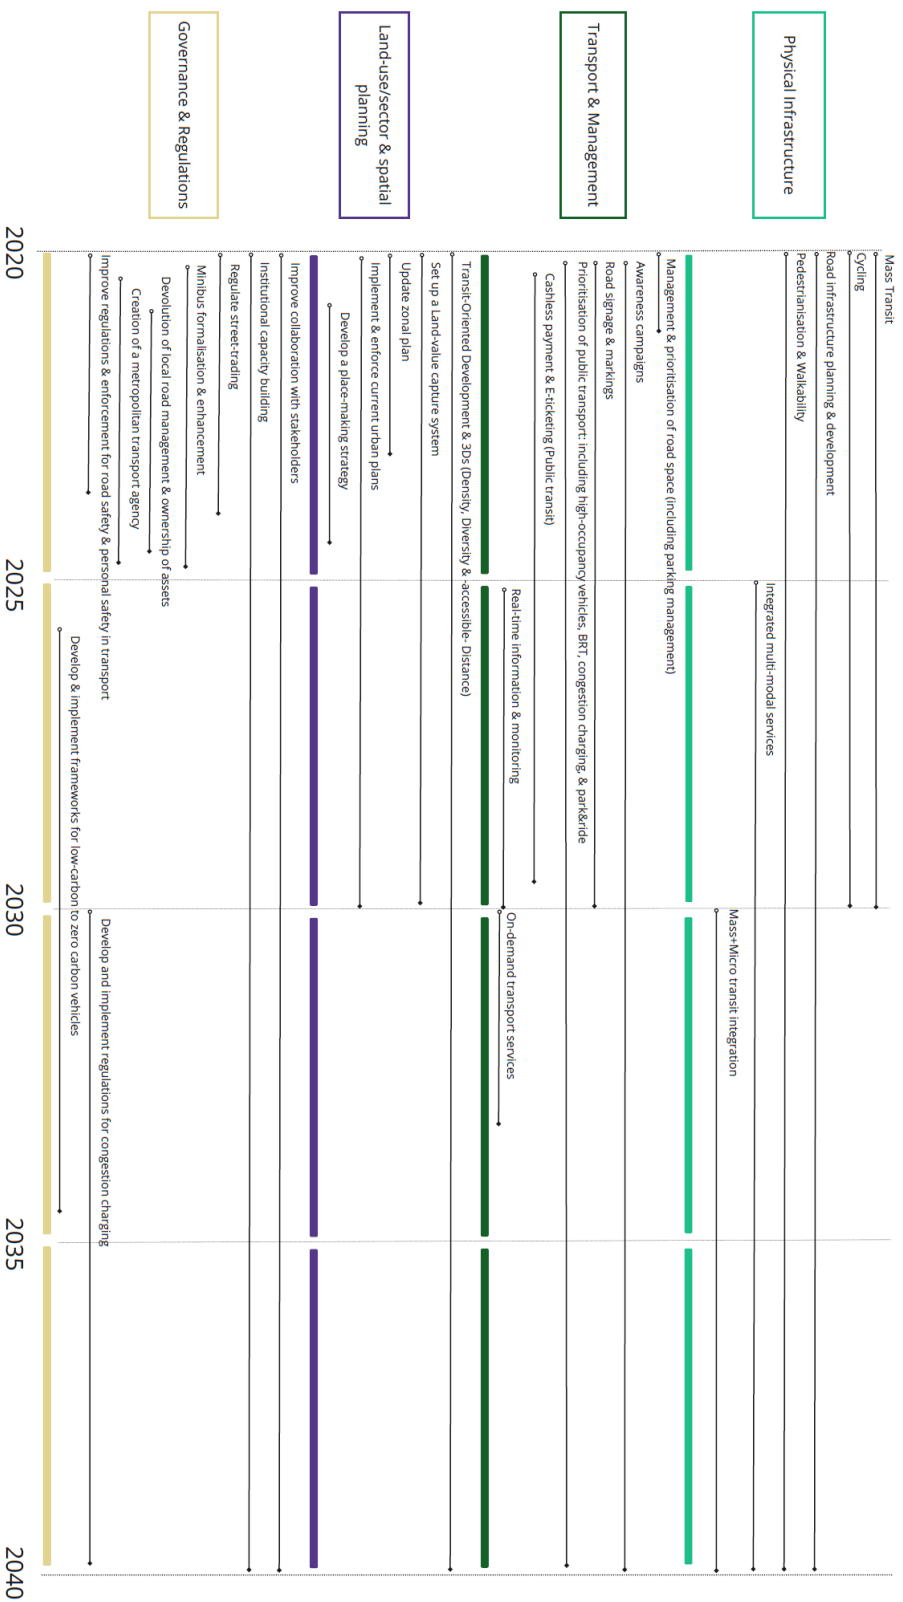 Physical Infrastructure
Mass Transit
Cycling
Road infrastructure planning & development
Pedestrianisation & Walkability
Integrated multi-modal services
Mass+Micro transit integration
Transport & Management
Management & prioritisation of road space (including parking management)
Awareness campaigns
Road signage & markings
Prioritisation of public transport: including high-occupancy vehicles, BRT, congestion charging, & park&ride
Cashless payment & E-ticketing (Public transit)
Real-time information & monitoring
On-demand transport services
Land-use/sector & spatial
planning
Transit-Oriented Development & 3Ds (Density, Diversity & -accessible- Distance)
Set up a Land-value capture system
Update zonal plan
Implement & enforce current urban plans
Develop a place-making strategy
Governance & Regulations
Improve collaboration with stakeholders
Institutional capacity building
Regulate street-trading
Minibus formalisation & enhancement
Devolution of local road management & ownership of assets
Creation of a metropolitan transport agency
Improve regulations & enforcement for road safety & personal safety in transport
Develop and implement regulations for congestion charging
Develop & implement frameworks for low-carbon to zero carbon vehicles
2020
2025
2030
2035
2040